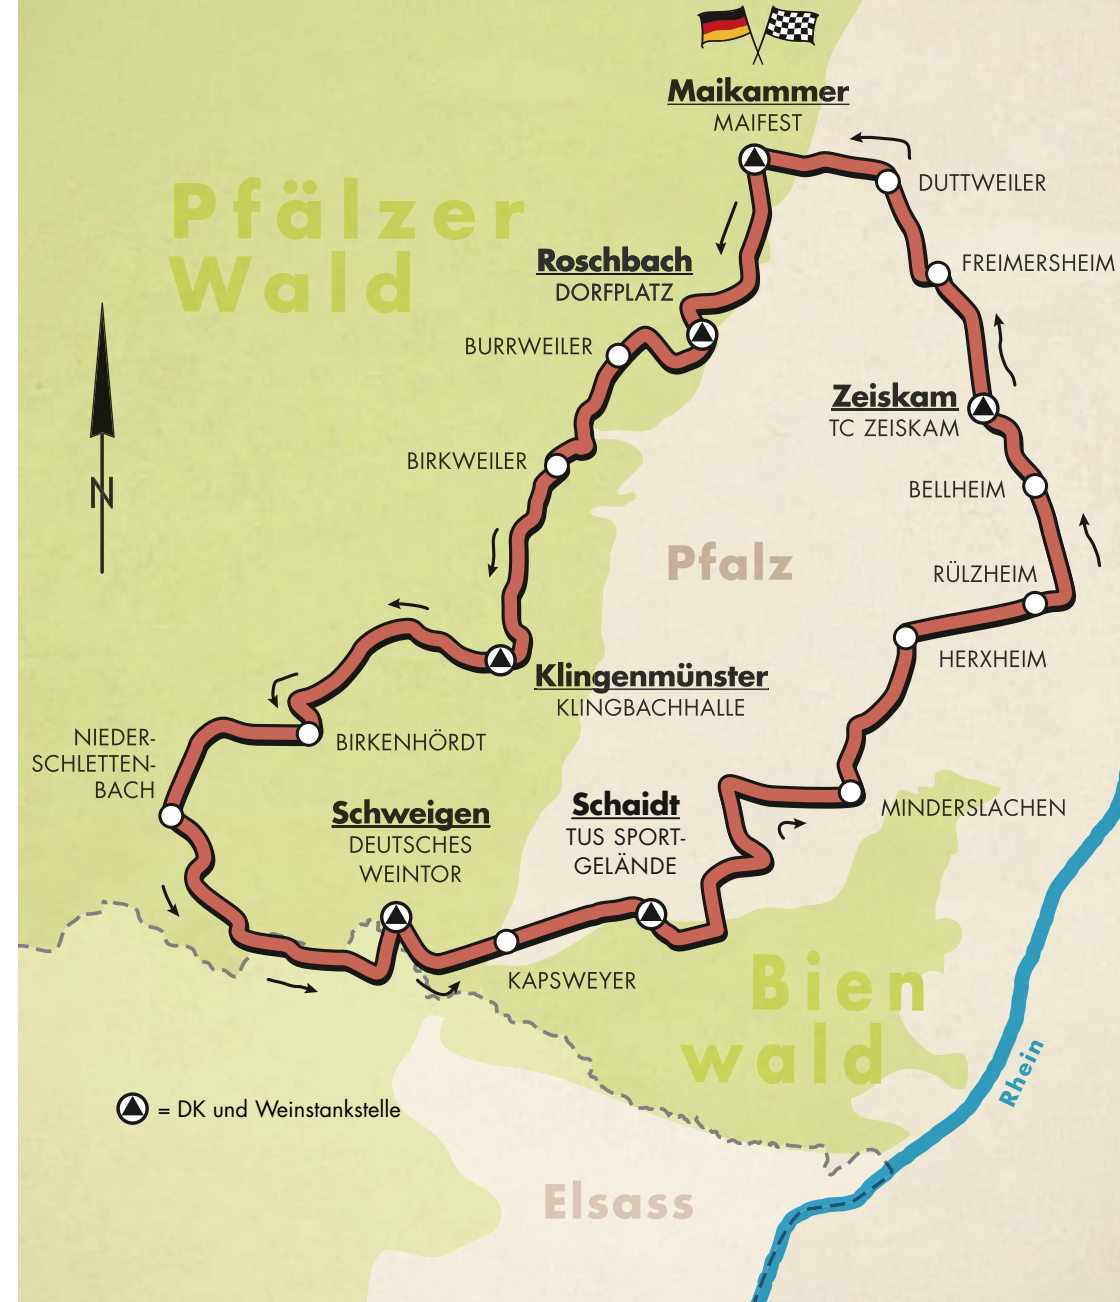 Maikammer
MAIFEST
DUTTWEILER
Pfälzer
Wald
Roschbach
DORFPLATZ
FREIMERSHEIM
BURRWEILER
Zeiskam
TC ZEISKAM
BIRKWEILER
BELLHEIM
N
Pfalz
RÜLZHEIM
HERXHEIM
Klingenmünster
KLINGBACHHALLE
NIEDER-
SCHLETTEN-
BACH
BIRKENHÖRDT
Schweigen
DEUTSCHES
WEINTOR
Schaidt
TUS SPORT-
GELÄNDE
MINDERSLACHEN
KAPSWEYER
Bien
wald
Rhein
= DK und Weinstankstelle
Elsass